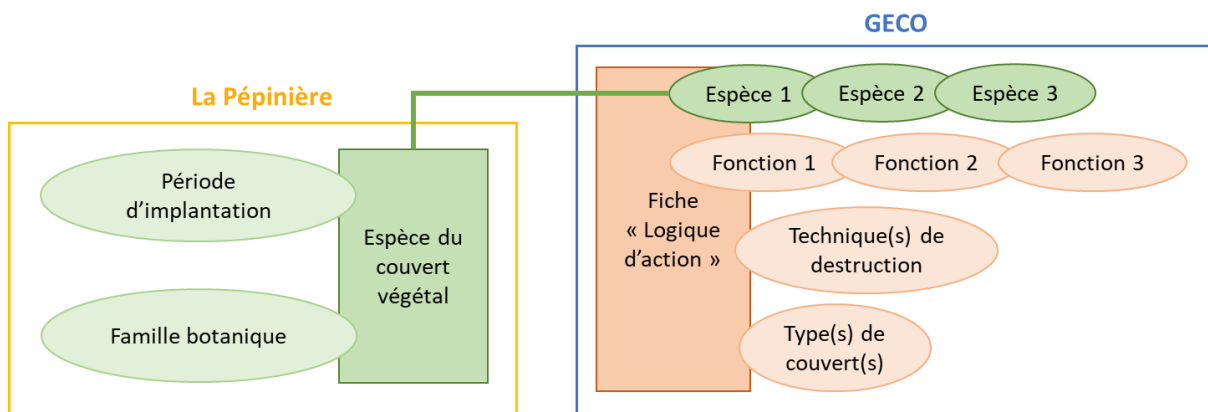 GECO
La Pépinière
Espèce 1
Espèce 2
Espèce 3
Fonction 1
Fonction 2
Fonction 3
Période
d’implantation
Espèce du
couvert
végétal
Famille botanique
Fiche
« Logique
d’action »
Technique(s) de
destruction
Type(s) de
couvert(s)